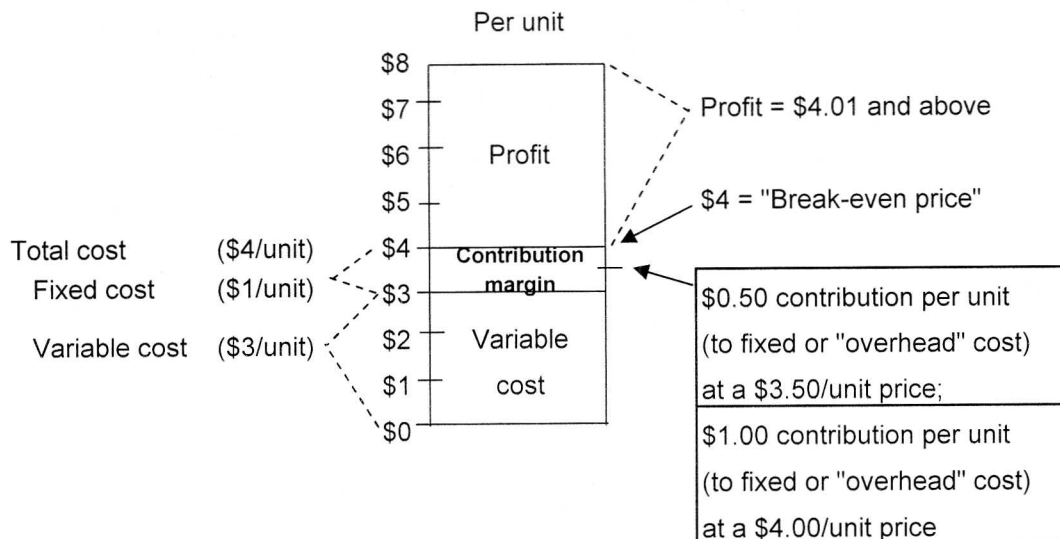 Per unit
$8
$7
$6
$5
$4
$3
$2
$1
$0
Profit
Contribution
margin
Variable
cost
Total cost ($4/unit)
Fixed cost ($1/unit)
Variable cost ($3/unit)
Profit = $4.01 and above
$4 = "Break-even price"
$0.50 contribution per unit
(to fixed or "overhead" cost)
at a $3.50/unit price;
$1.00 contribution per unit
(to fixed or "overhead" cost)
at a $4.00/unit price